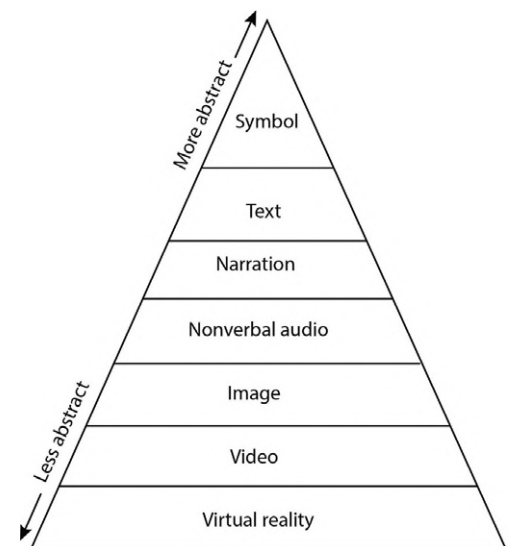 More abstract
Symbol
Text
Narration
Nonverbal audio
Image
Less abstract
Video
Virtual reality